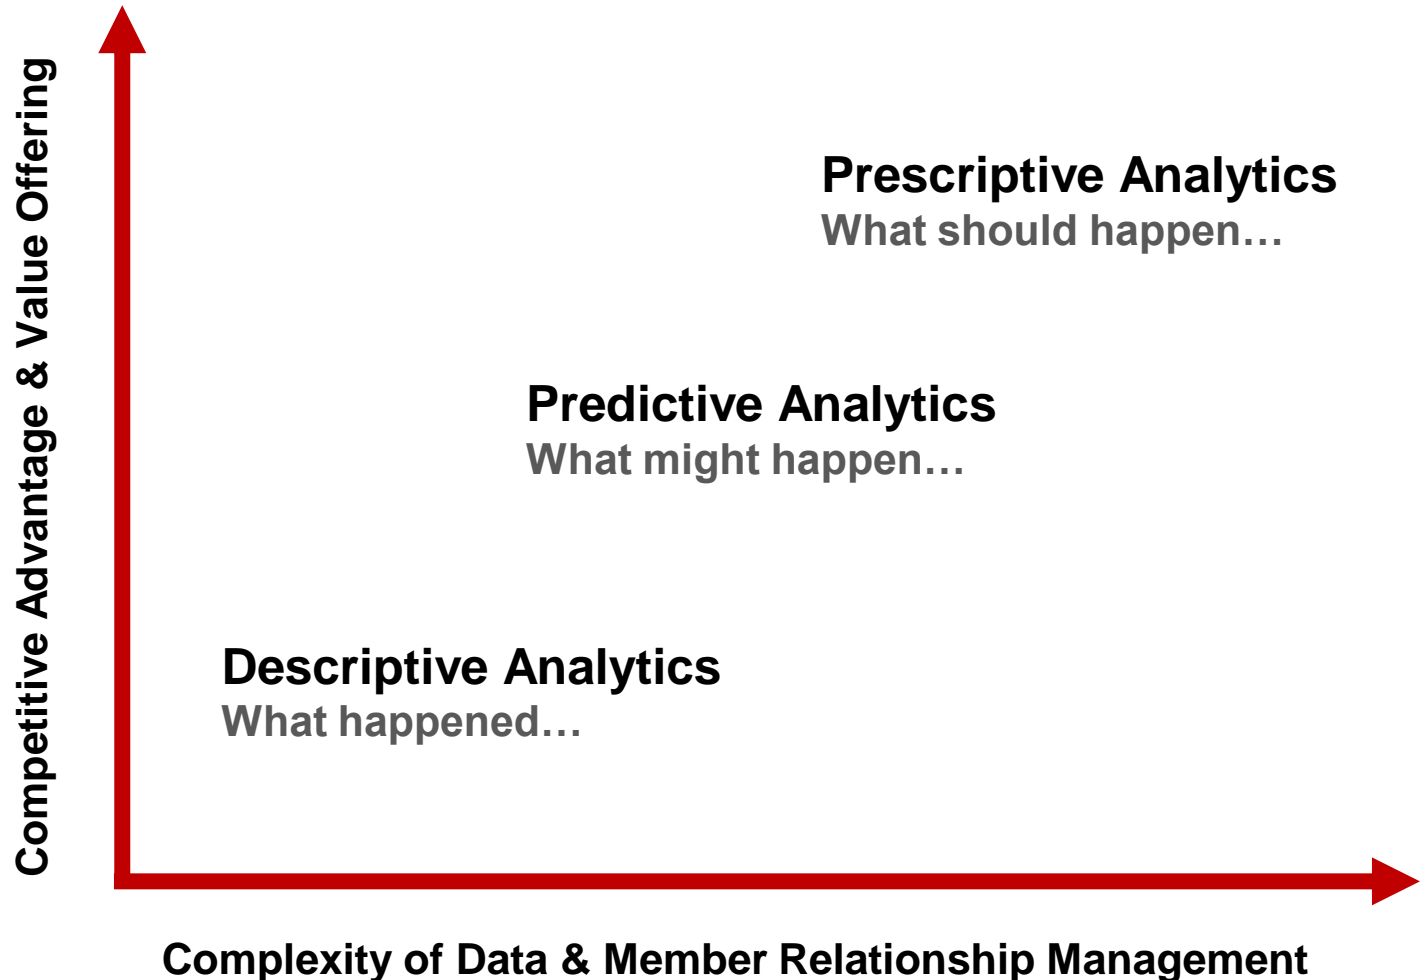 Competitive Advantage & Value Offering
Prescriptive Analytics
What should happen…
Predictive Analytics
What might happen…
Descriptive Analytics
What happened…
Complexity of Data & Member Relationship Management